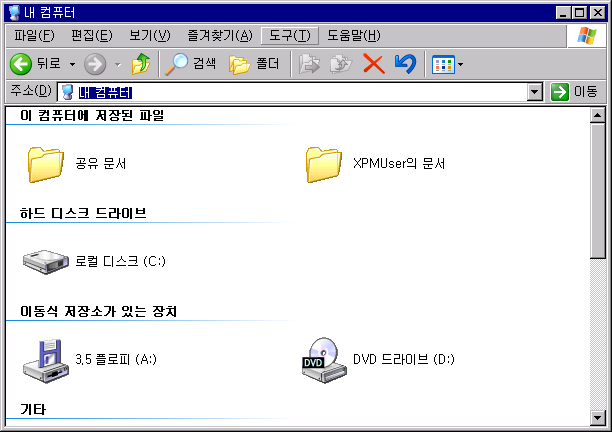 내 컴퓨터
파일(F) 편집(E) 보기(V) 즐겨찾기(A) 도구(T) 도움말(H)
뒤로 검색 폴더
주소(D) 내 컴퓨터 이동
이 컴퓨터에 저장된 파일
공유 문서 XPMUser의 문서
하드 디스크 드라이브
로컬 디스크 (C:)
이동식 저장소가 있는 장치
3.5 플로피 (A:) DVD DVD 드라이브 (D:)
기타